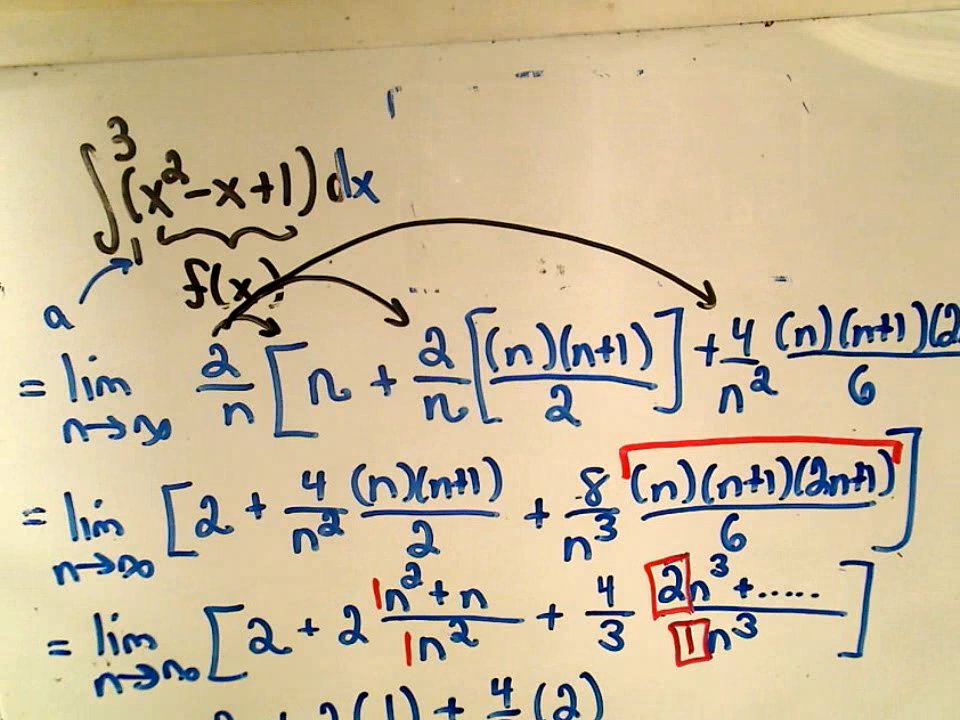 ∫₁³ (x² - x + 1) dx
f(x)
a
= lim n→∞ 2/n [ n + 2/n [ (n)(n+1)/2 ] + 4/n² (n)(n+1)(2/6
= lim n→∞ [ 2 + 4/n² (n)(n+1)/2 + 8/n³ (n)(n+1)(2n+1)/6 ]
= lim n→∞ [ 2 + 2 (1n² + n)/(1n²) + 4/3 (2n³ + .....)/(1n³) ]
2(1) + 4/3 (2)